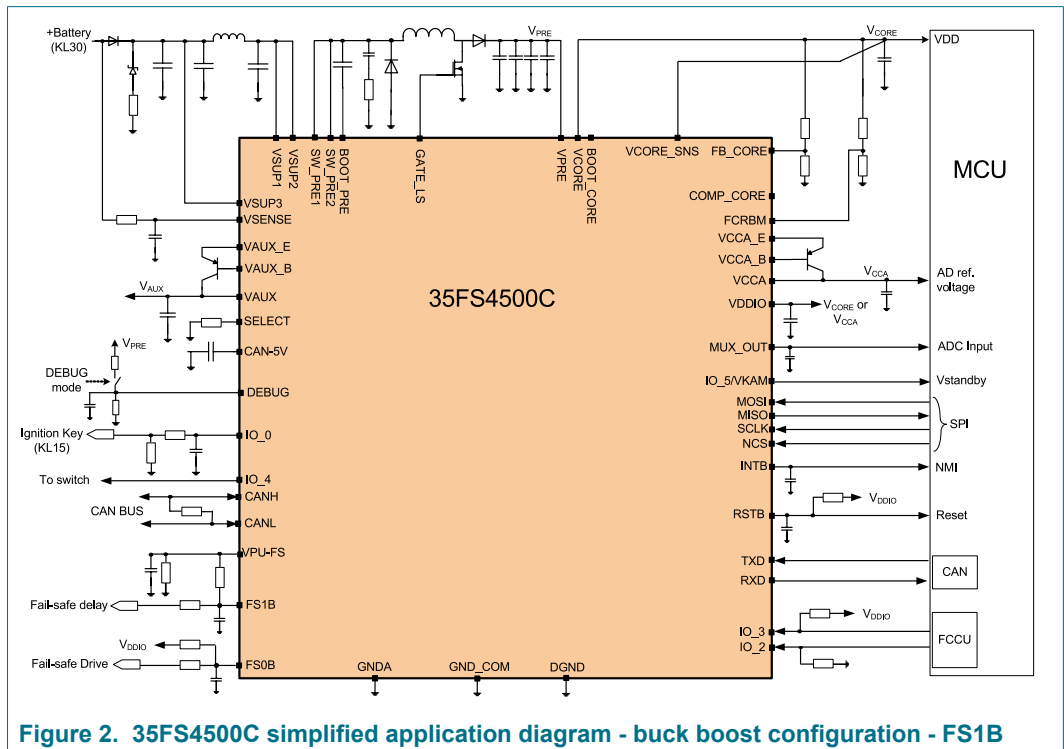 +Battery
(KL30)
VPRE
VCORE
VDD
MCU
VSUP1
VSUP2
SW_PRE1
SW_PRE2
BOOT_PRE
GATE_LS
VPRE
VCORE
BOOT_CORE
VCORE_SNS
FB_CORE
COMP_CORE
FCRBM
VCCA_E
VCCA_B
VCCA
VCCA
AD ref.
voltage
VDDIO
VCORE or
VCCA
MUX_OUT
ADC Input
IO_5/VKAM
Vstandby
MOSI
MISO
SCLK
NCS
SPI
INTB
NMI
VDDIO
RSTB
Reset
TXD
RXD
CAN
VDDIO
IO_3
IO_2
FCCU
35FS4500C
VSUP3
VSENSE
VAUX_E
VAUX_B
VAUX
VAUX
SELECT
VPRE
CAN-5V
DEBUG
mode
DEBUG
Ignition Key
(KL15)
IO_0
To switch
IO_4
CANH
CAN BUS
CANL
VPU-FS
Fail-safe delay
FS1B
VDDIO
Fail-safe Drive
FS0B
GNDA
GND_COM
DGND
Figure 2. 35FS4500C simplified application diagram - buck boost configuration - FS1B